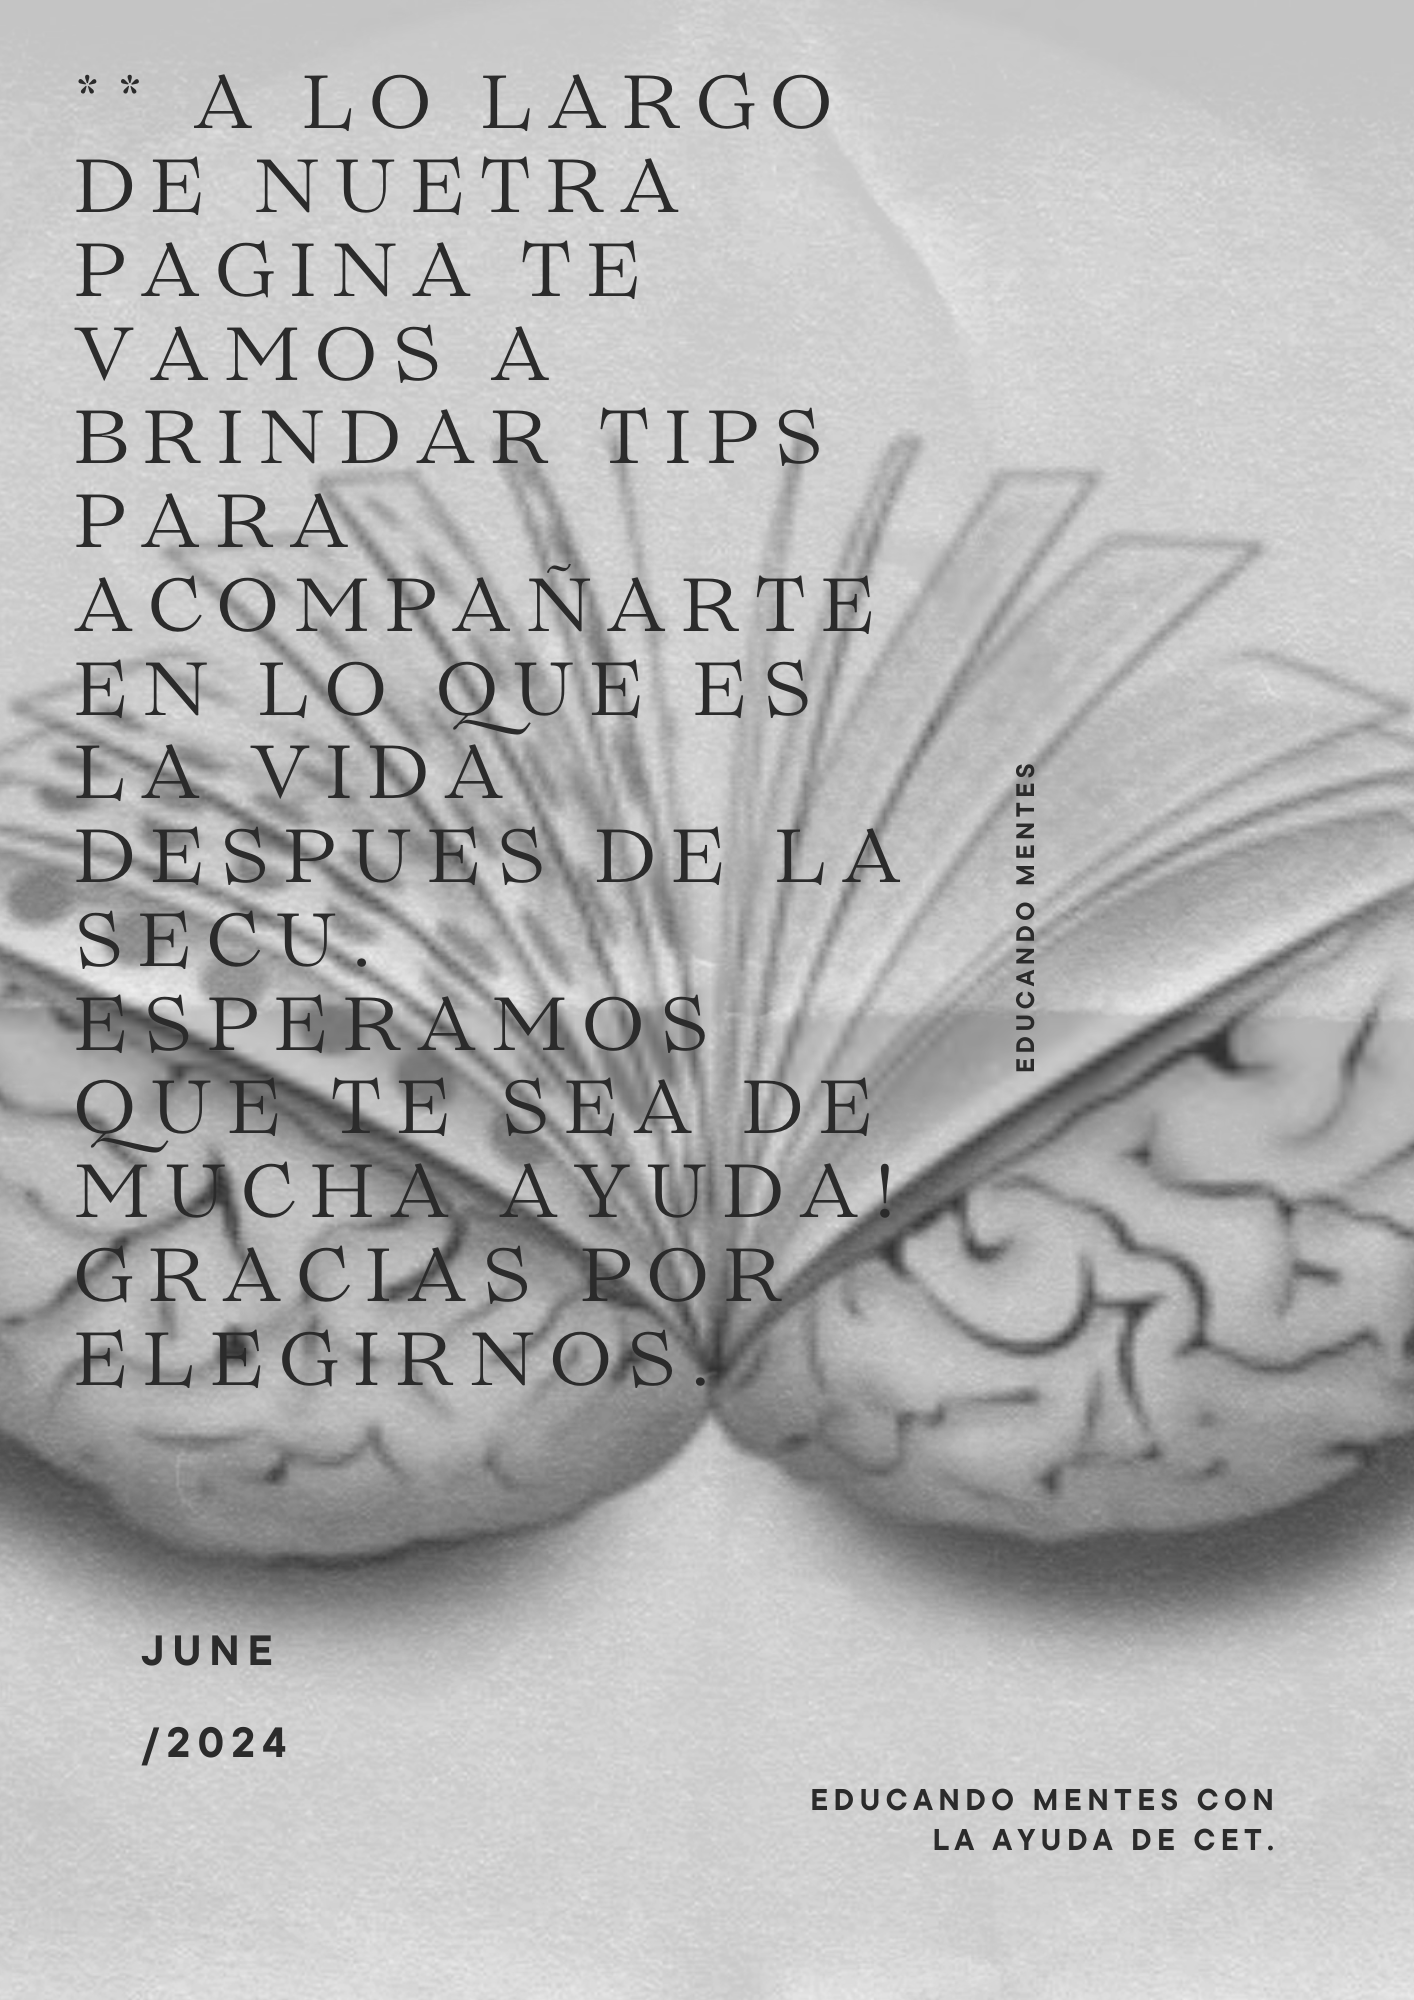 ** A LO LARGO
DE NUETRA
PAGINA TE
VAMOS A
BRINDAR TIPS
PARA
ACOMPAÑARTE
EN LO QUE ES
LA VIDA
DESPUES DE LA
SECU.
ESPERAMOS
QUE TE SEA DE
MUCHA AYUDA!
GRACIAS POR
ELEGIRNOS.
EDUCANDO MENTES
JUNE
/2024
EDUCANDO MENTES CON
LA AYUDA DE CET.